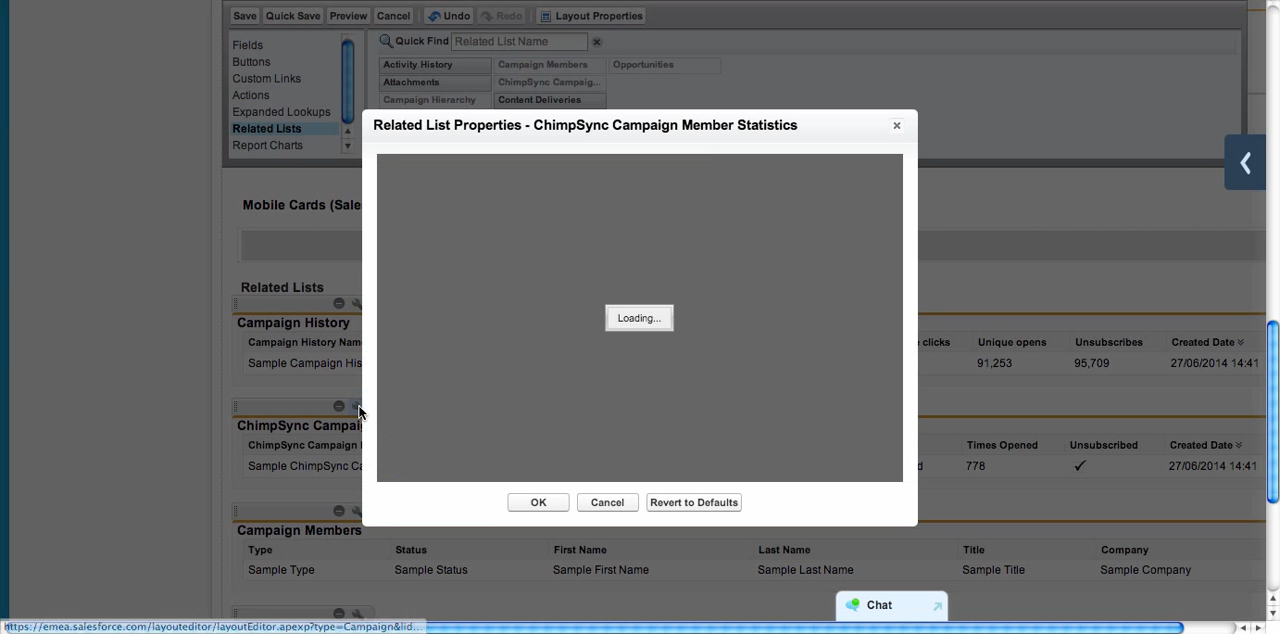 Save Quick Save Preview Cancel Undo Redo Layout Properties
Fields
Buttons
Custom Links
Actions
Expanded Lookups
Related Lists
Report Charts
Quick Find Related List Name
Activity History Campaign Members Opportunities
Attachments ChimpSync Campaig...
Campaign Hierarchy Content Deliveries
Related List Properties - ChimpSync Campaign Member Statistics
Loading...
OK Cancel Revert to Defaults
Mobile Cards (Sale
Related Lists
Campaign History
Campaign History Nam clicks Unique opens Unsubscribes Created Date
Sample Campaign His 91,253 95,709 27/06/2014 14:41
ChimpSync Campaig
ChimpSync Campaign Times Opened Unsubscribed Created Date
Sample ChimpSync Ca d 778 27/06/2014 14:41
Campaign Members
Type Status First Name Last Name Title Company
Sample Type Sample Status Sample First Name Sample Last Name Sample Title Sample Company
Chat
https://emea.salesforce.com/layouteditor/layoutEditor.apexp?type=Campaign&lid...